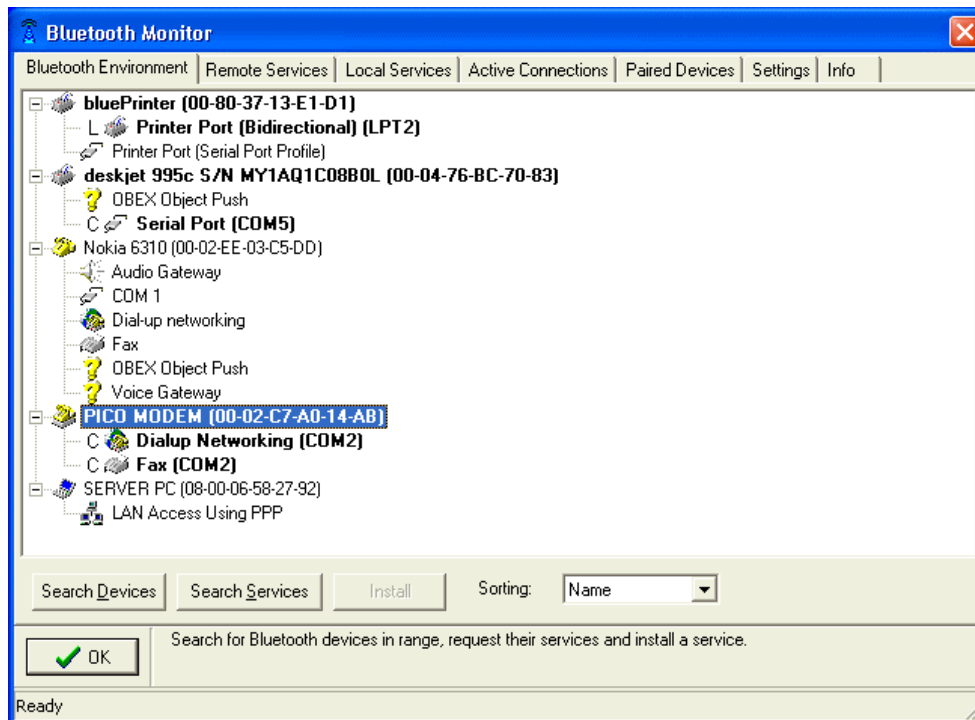 Bluetooth Monitor
Bluetooth Environment Remote Services Local Services Active Connections Paired Devices Settings Info
bluePrinter (00-80-37-13-E1-D1)
L Printer Port (Bidirectional) (LPT2)
Printer Port (Serial Port Profile)
deskjet 995c S/N MY1AQ1C08B0L (00-04-76-BC-70-83)
OBEX Object Push
C Serial Port (COM5)
Nokia 6310 (00-02-EE-03-C5-DD)
Audio Gateway
COM 1
Dial-up networking
Fax
OBEX Object Push
Voice Gateway
PICO MODEM (00-02-C7-A0-14-AB)
C Dialup Networking (COM2)
C Fax (COM2)
SERVER PC (08-00-06-58-27-92)
LAN Access Using PPP
Search Devices Search Services Install Sorting: Name
OK Search for Bluetooth devices in range, request their services and install a service.
Ready